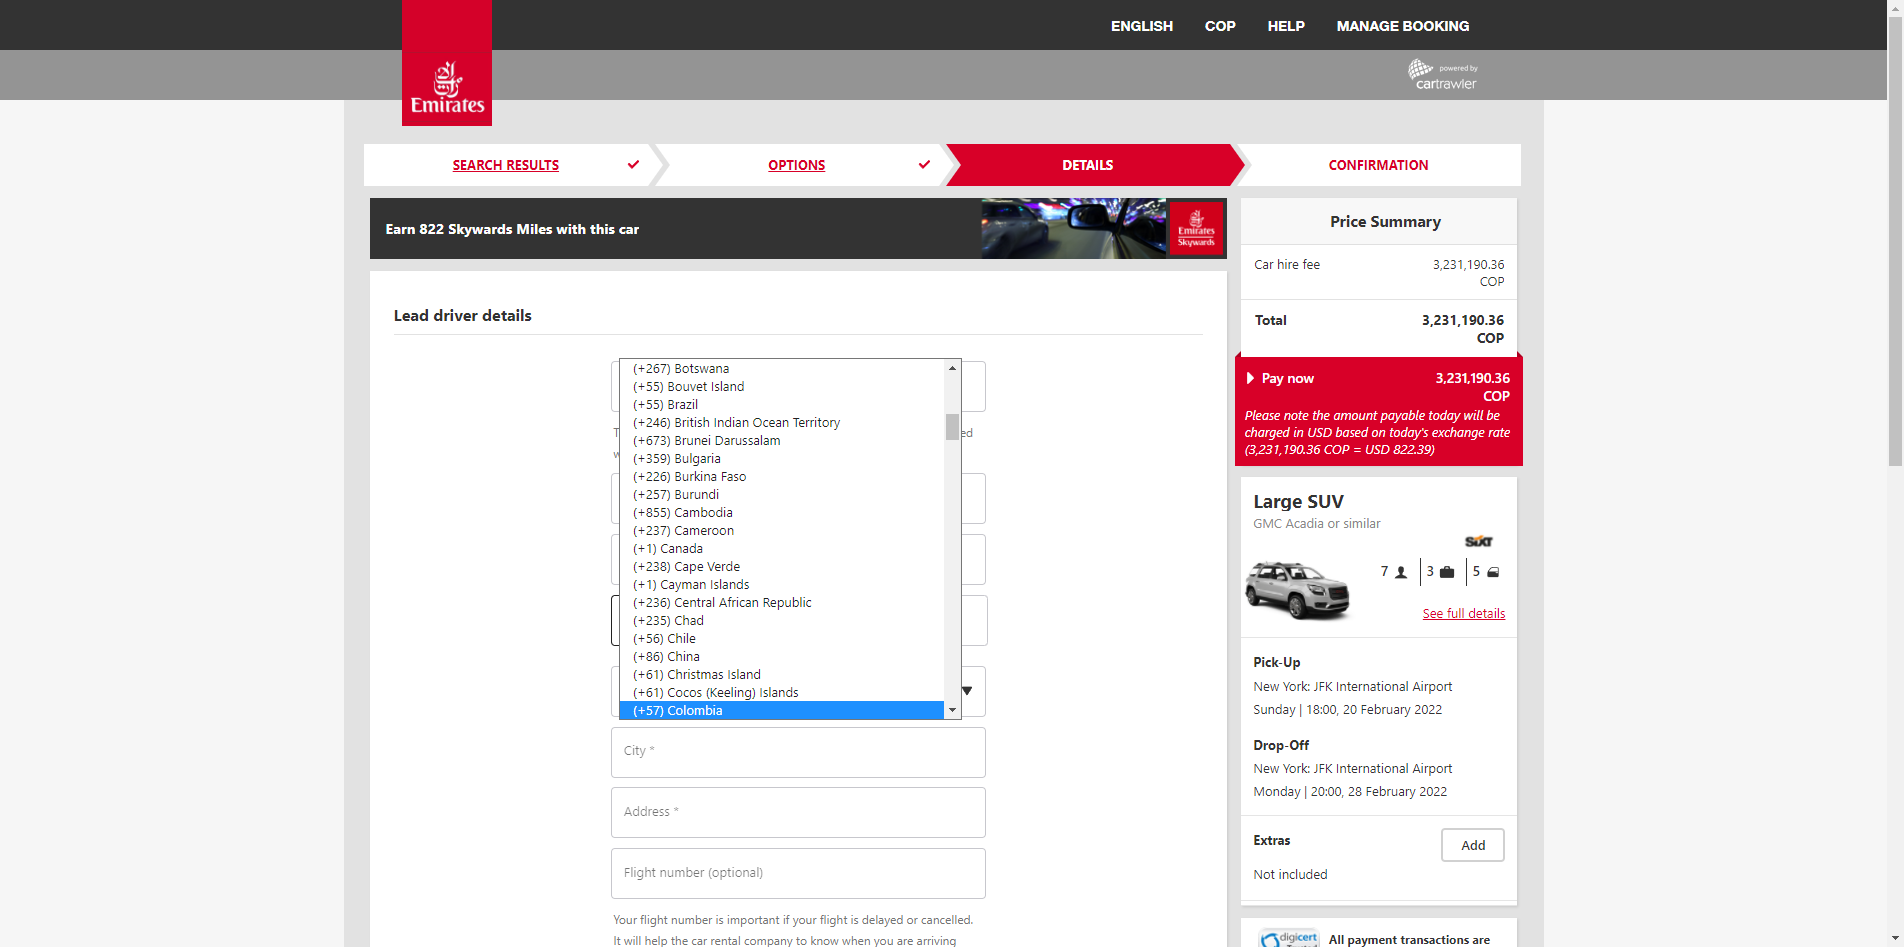 ENGLISH COP HELP MANAGE BOOKING
powered by
cartrawler
Emirates
SEARCH RESULTS OPTIONS DETAILS CONFIRMATION
Earn 822 Skywards Miles with this car
Emirates
Skywards
Lead driver details
(+267) Botswana
(+55) Bouvet Island
(+55) Brazil
(+246) British Indian Ocean Territory
(+673) Brunei Darussalam
(+359) Bulgaria
(+226) Burkina Faso
(+257) Burundi
(+855) Cambodia
(+237) Cameroon
(+1) Canada
(+238) Cape Verde
(+1) Cayman Islands
(+236) Central African Republic
(+235) Chad
(+56) Chile
(+86) China
(+61) Christmas Island
(+61) Cocos (Keeling) Islands
(+57) Colombia
City *
Address *
Flight number (optional)
Your flight number is important if your flight is delayed or cancelled.
It will help the car rental company to know when you are arriving
Price Summary
Car hire fee 3,231,190.36
COP
Total 3,231,190.36
COP
Pay now 3,231,190.36
COP
Please note the amount payable today will be
charged in USD based on today's exchange rate
(3,231,190.36 COP = USD 822.39)
Large SUV
GMC Acadia or similar
SIXT
7 3 5
See full details
Pick-Up
New York: JFK International Airport
Sunday | 18:00, 20 February 2022
Drop-Off
New York: JFK International Airport
Monday | 20:00, 28 February 2022
Extras Add
Not included
digicert
All payment transactions are